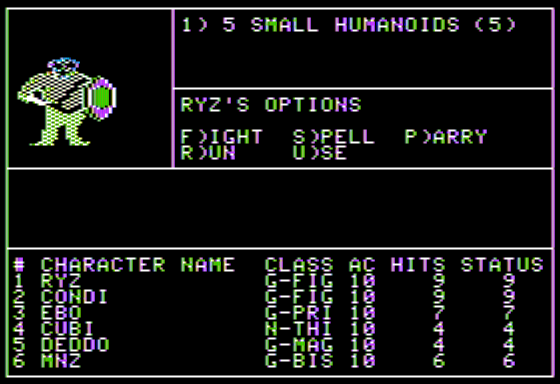 1) 5 SMALL HUMANOIDS (5)
RYZ'S OPTIONS
F)IGHT S)PELL P)ARRY
R)UN U)SE
# CHARACTER NAME CLASS AC HITS STATUS
1 RYZ G-FIG 10 9 9
2 CONDI G-FIG 10 9 9
3 EBO G-PRI 10 7 7
4 CUBI N-THI 10 4 4
5 DEDDO G-MAG 10 4 4
6 MNZ G-BIS 10 6 6